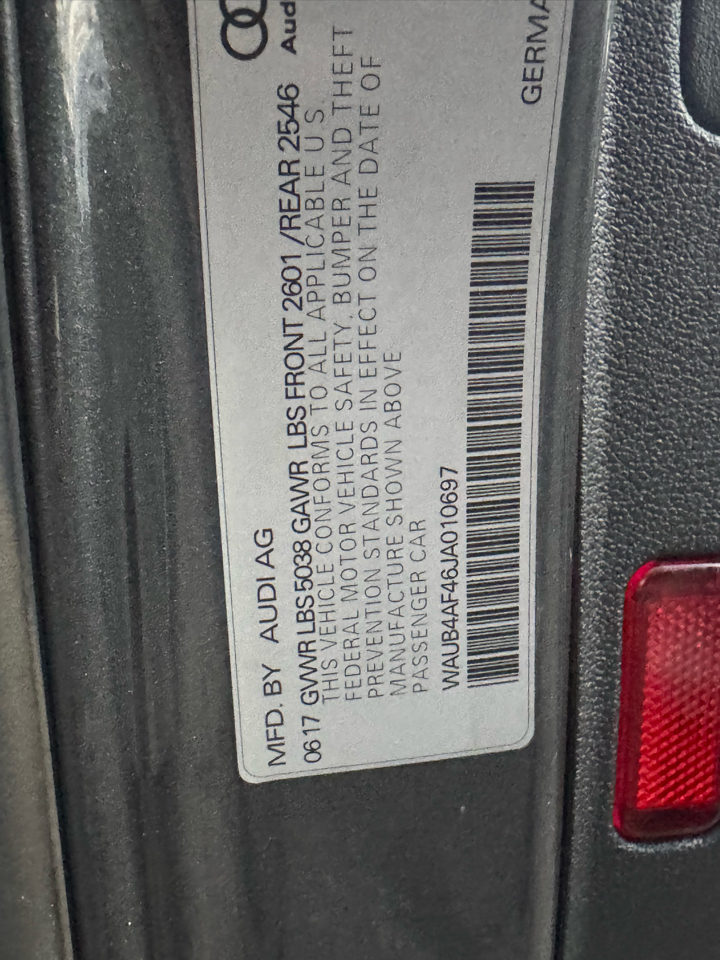 MFD. BY AUDI AG
0617 GVWR LBS 5038 GAWR LBS FRONT 2601 / REAR 2546
THIS VEHICLE CONFORMS TO ALL APPLICABLE U S
FEDERAL MOTOR VEHICLE SAFETY, BUMPER AND THEFT
PREVENTION STANDARDS IN EFFECT ON THE DATE OF
MANUFACTURE SHOWN ABOVE
PASSENGER CAR
WAUB4AF46JA010697